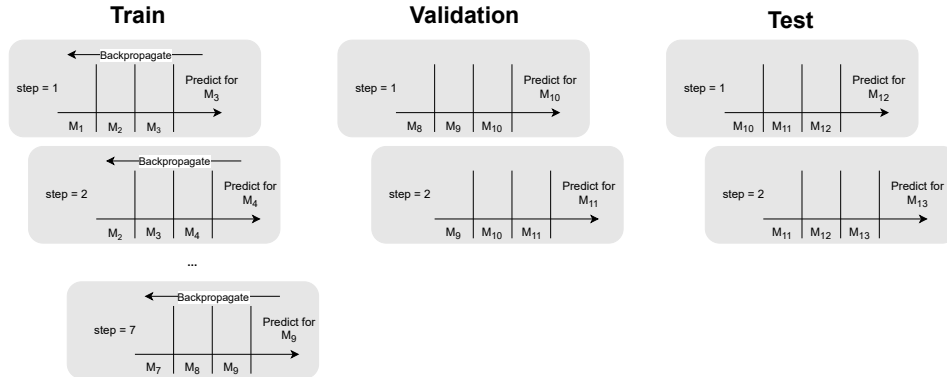 Train
Backpropagate
step = 1
Predict for
M3
M1 M2 M3
Backpropagate
step = 2
Predict for
M4
M2 M3 M4
...
Backpropagate
step = 7
Predict for
M9
M7 M8 M9
Validation
step = 1
Predict for
M10
M8 M9 M10
step = 2
Predict for
M11
M9 M10 M11
Test
step = 1
Predict for
M12
M10 M11 M12
step = 2
Predict for
M13
M11 M12 M13